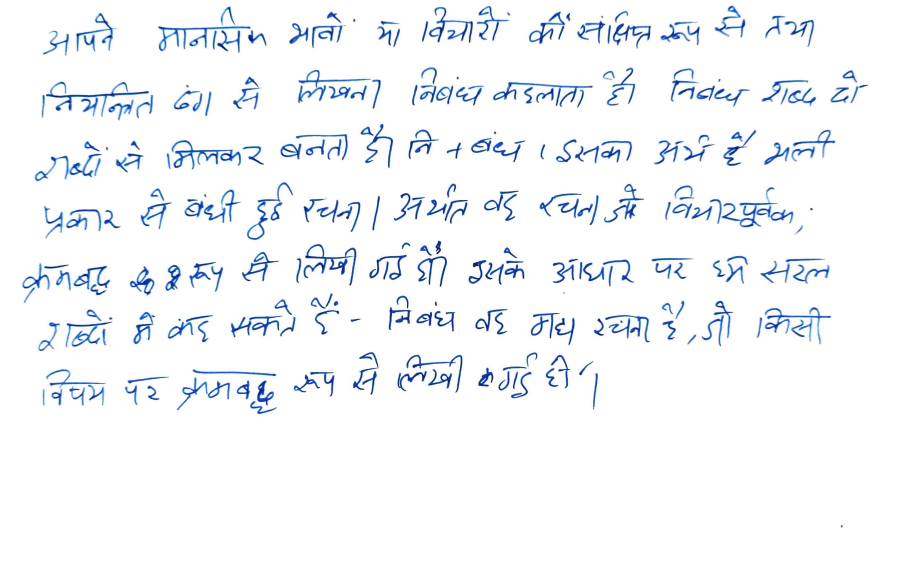 आपने मानसिक भावों या विचारों कीं संक्षिप्त रूप से तथा
नियन्त्रित ढंग से लिखना निबंध कहलाता है। निबंध शब्द दो
शब्दों से मिलकर बनता है। नि + बंध । इसका अर्थ है भली
प्रकार से बंधी हुई रचना । अर्थात वह रचना जो विचारपूर्वक,
क्रमबद्ध रूप से लिखी गई हो। इसके आधार पर हम सरल
शब्दों में कह सकते हैं - निबंध वह गद्य रचना है, जो किसी
विषय पर क्रमबद्ध रूप से लिखी गई हो ।